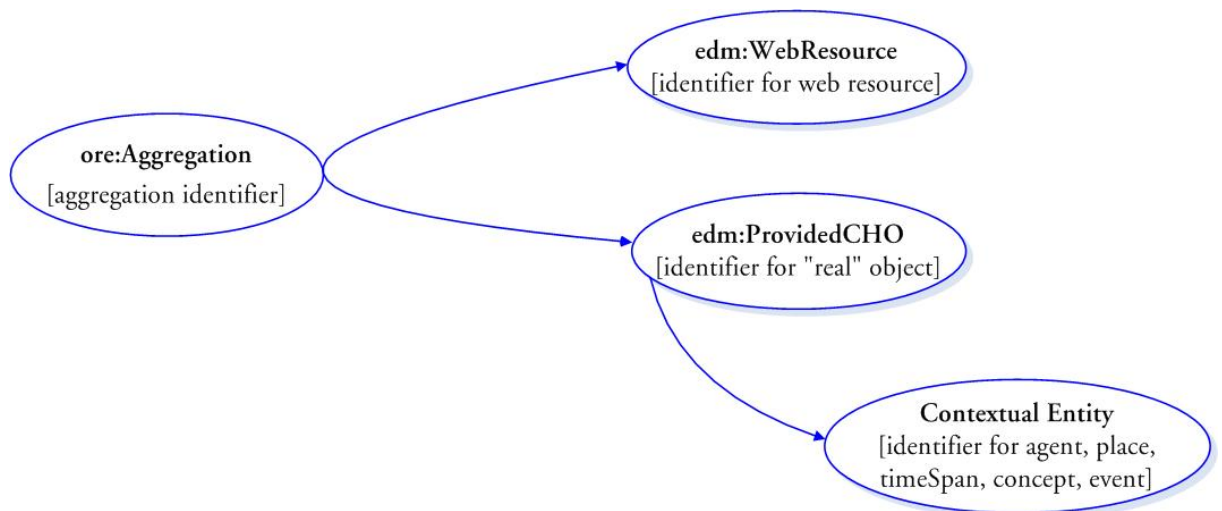 edm:WebResource
[identifier for web resource]
ore:Aggregation
[aggregation identifier]
edm:ProvidedCHO
[identifier for "real" object]
Contextual Entity
[identifier for agent, place,
timeSpan, concept, event]